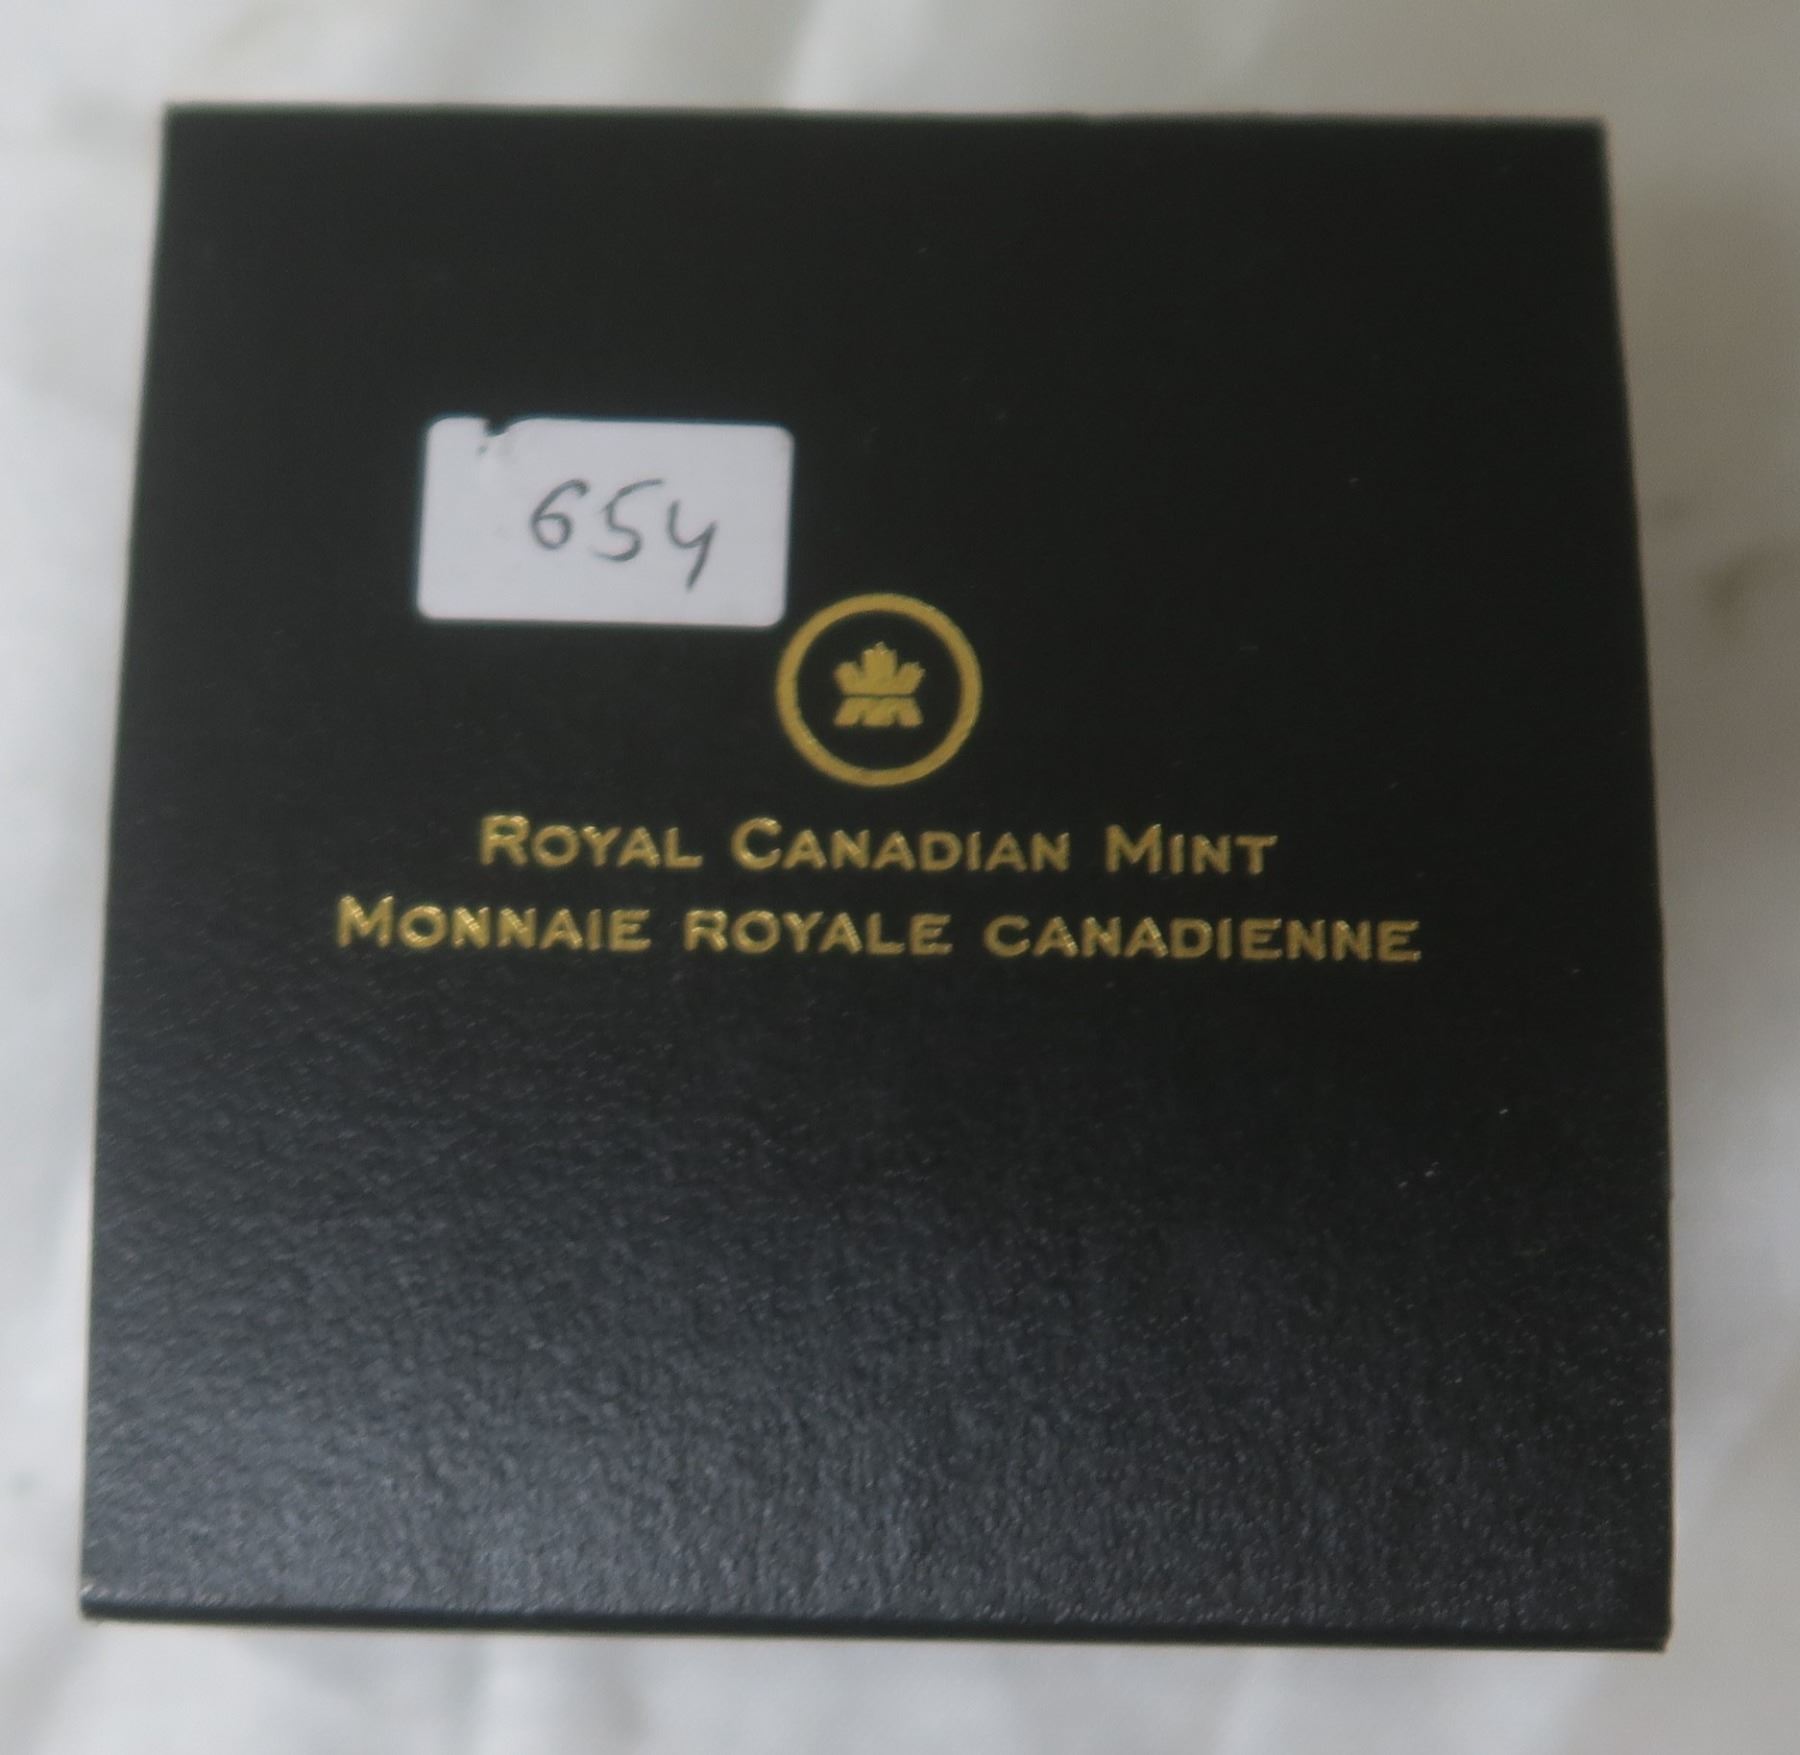 654
ROYAL CANADIAN MINT
MONNAIE ROYALE CANADIENNE